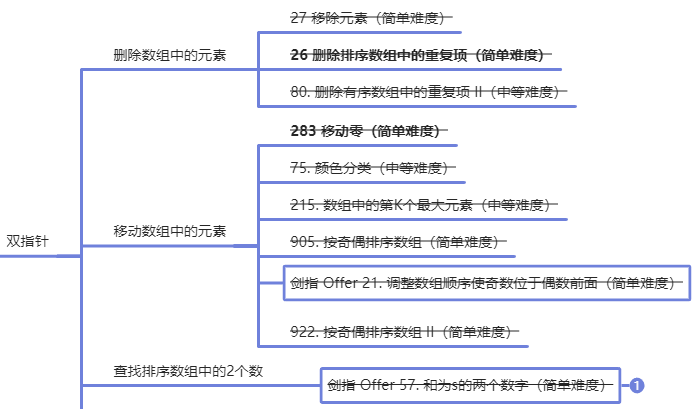 27 移除元素（简单难度）
删除数组中的元素
26 删除排序数组中的重复项（简单难度）
80. 删除有序数组中的重复项 II（中等难度）
283 移动零（简单难度）
75. 颜色分类（中等难度）
215. 数组中的第K个最大元素（中等难度）
双指针
移动数组中的元素
905. 按奇偶排序数组（简单难度）
剑指 Offer 21. 调整数组顺序使奇数位于偶数前面（简单难度）
922. 按奇偶排序数组 II（简单难度）
查找排序数组中的2个数
剑指 Offer 57. 和为s的两个数字（简单难度）
1